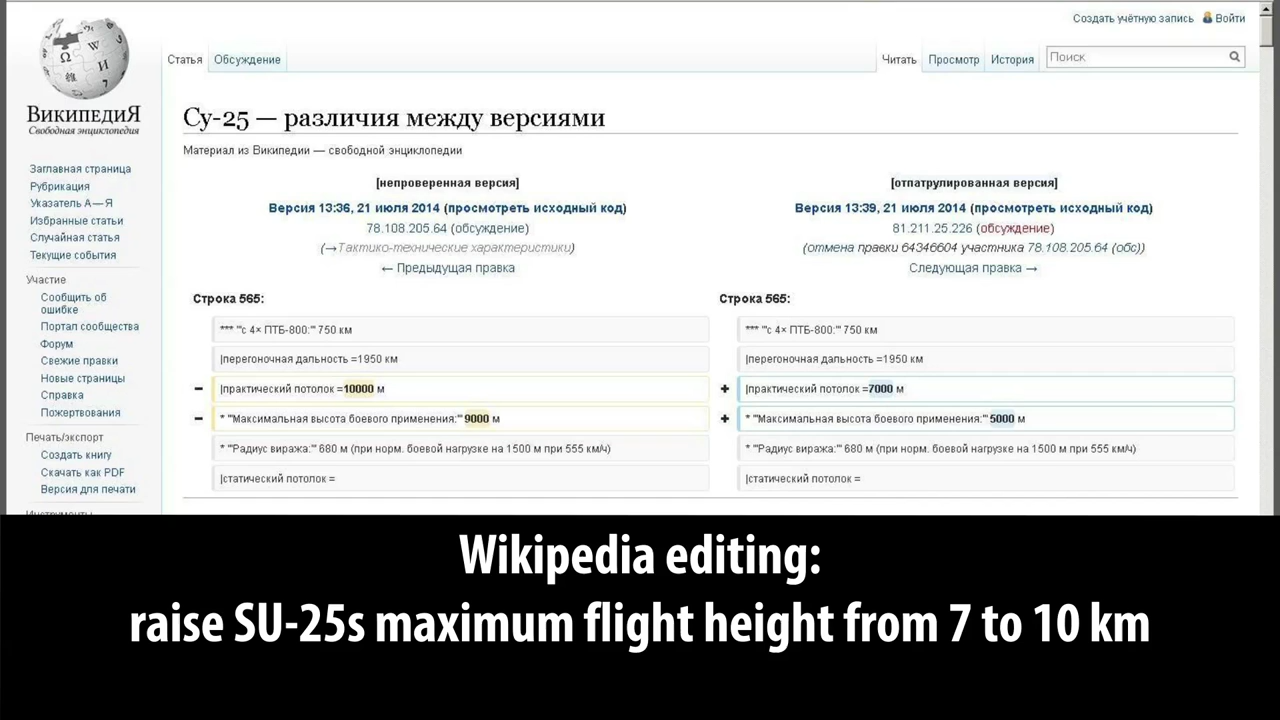 Создать учётную запись Войти
Статья Обсуждение Читать Просмотр История Поиск
ВикипедиЯ
Свободная энциклопедия
Су-25 — различия между версиями
Материал из Википедии — свободной энциклопедии
Заглавная страница
Рубрикация
Указатель А — Я
Избранные статьи
Случайная статья
Текущие события
Участие
Сообщить об
ошибке
Портал сообщества
Форум
Свежие правки
Новые страницы
Справка
Пожертвования
Печать/экспорт
Создать книгу
Скачать как PDF
Версия для печати
Инструменты
[непроверенная версия]
Версия 13:36, 21 июля 2014 (просмотреть исходный код)
78.108.205.64 (обсуждение)
(→Тактико-технические характеристики)
← Предыдущая правка
Строка 565:
*** '''с 4× ПТБ-800:''' 750 км
|перегоночная дальность =1950 км
− |практический потолок =10000 м
− * '''Максимальная высота боевого применения:''' 9000 м
* '''Радиус виража:''' 680 м (при норм. боевой нагрузке на 1500 м при 555 км/ч)
|статический потолок =
[отпатрулированная версия]
Версия 13:39, 21 июля 2014 (просмотреть исходный код)
81.211.25.226 (обсуждение)
(отмена правки 64346604 участника 78.108.205.64 (обс))
Следующая правка →
Строка 565:
*** '''с 4× ПТБ-800:''' 750 км
|перегоночная дальность =1950 км
+ |практический потолок =7000 м
+ * '''Максимальная высота боевого применения:''' 5000 м
* '''Радиус виража:''' 680 м (при норм. боевой нагрузке на 1500 м при 555 км/ч)
|статический потолок =
Wikipedia editing:
raise SU-25s maximum flight height from 7 to 10 km